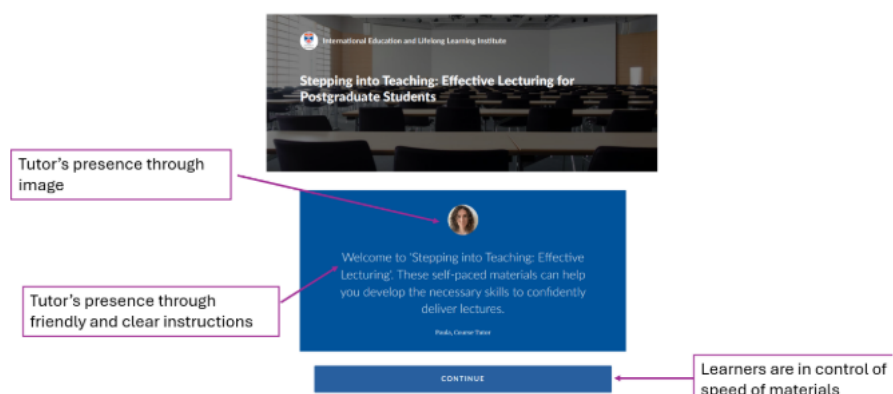 International Education and Lifelong Learning Institute
Stepping into Teaching: Effective Lecturing for
Postgraduate Students
Tutor's presence through
image
Welcome to 'Stepping into Teaching: Effective
Lecturing'. These self-paced materials can help
you develop the necessary skills to confidently
deliver lectures.
Paula, Course Tutor
Tutor's presence through
friendly and clear instructions
CONTINUE
Learners are in control of
speed of materials